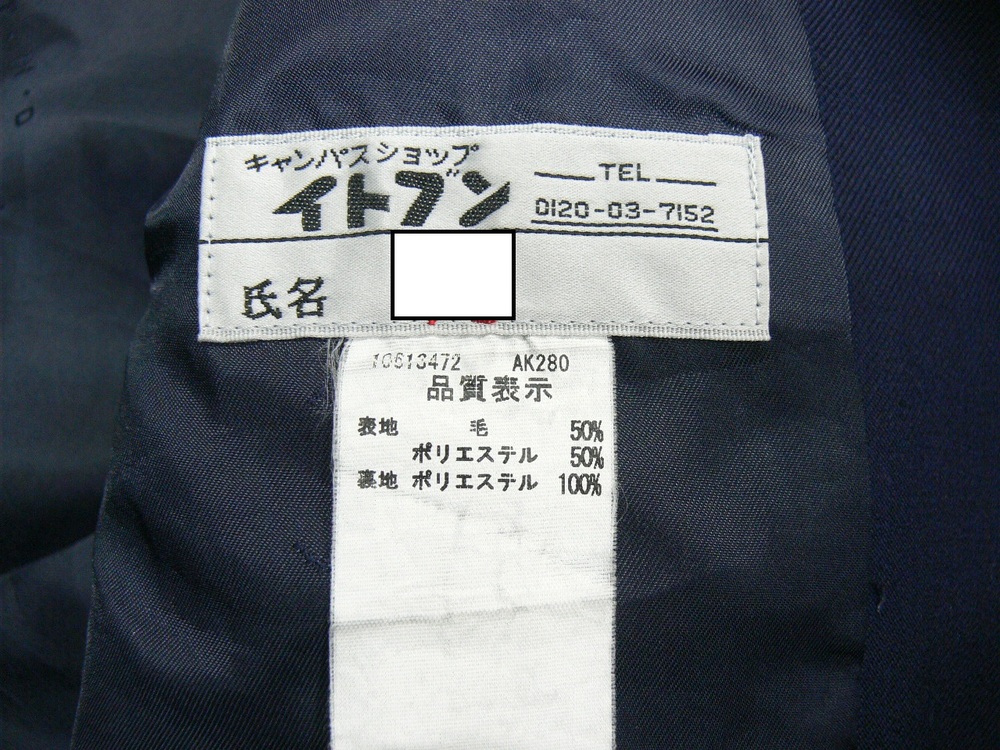 キャンパスショップ
イトブン
TEL
0120-03-7152
氏名
10613472 AK280
品質表示
表地 毛 50%
ポリエステル 50%
裏地 ポリエステル 100%